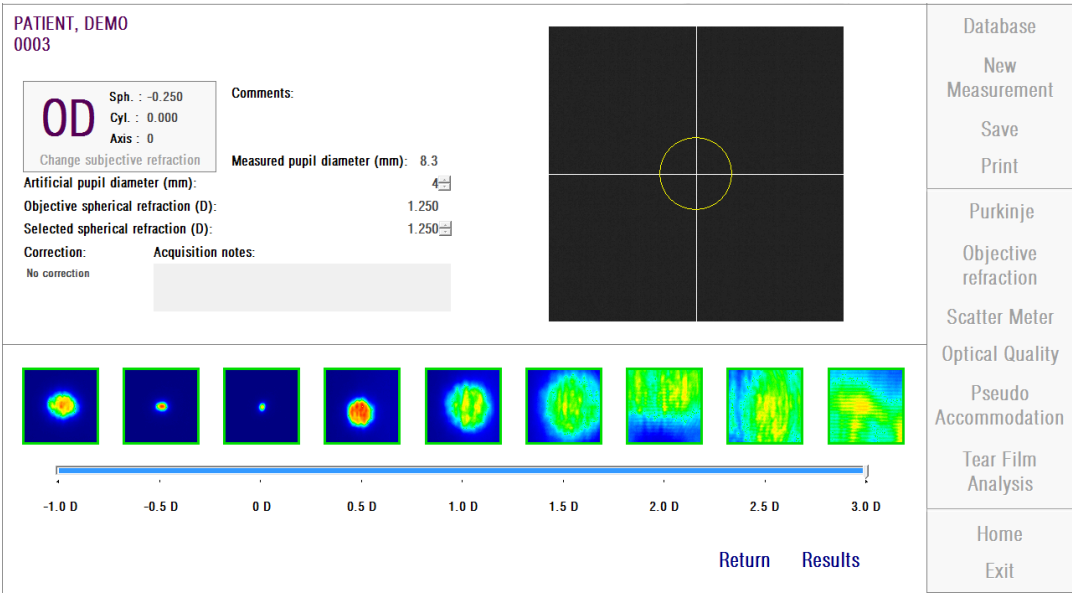 PATIENT, DEMO
0003
OD
Sph. : -0.250
Cyl. : 0.000
Axis : 0
Change subjective refraction
Comments:
Measured pupil diameter (mm): 8.3
Artificial pupil diameter (mm): 4
Objective spherical refraction (D): 1.250
Selected spherical refraction (D): 1.250
Correction: Acquisition notes:
No correction
-1.0 D -0.5 D 0 D 0.5 D 1.0 D 1.5 D 2.0 D 2.5 D 3.0 D
Return Results
Database
New
Measurement
Save
Print
Purkinje
Objective
refraction
Scatter Meter
Optical Quality
Pseudo
Accommodation
Tear Film
Analysis
Home
Exit